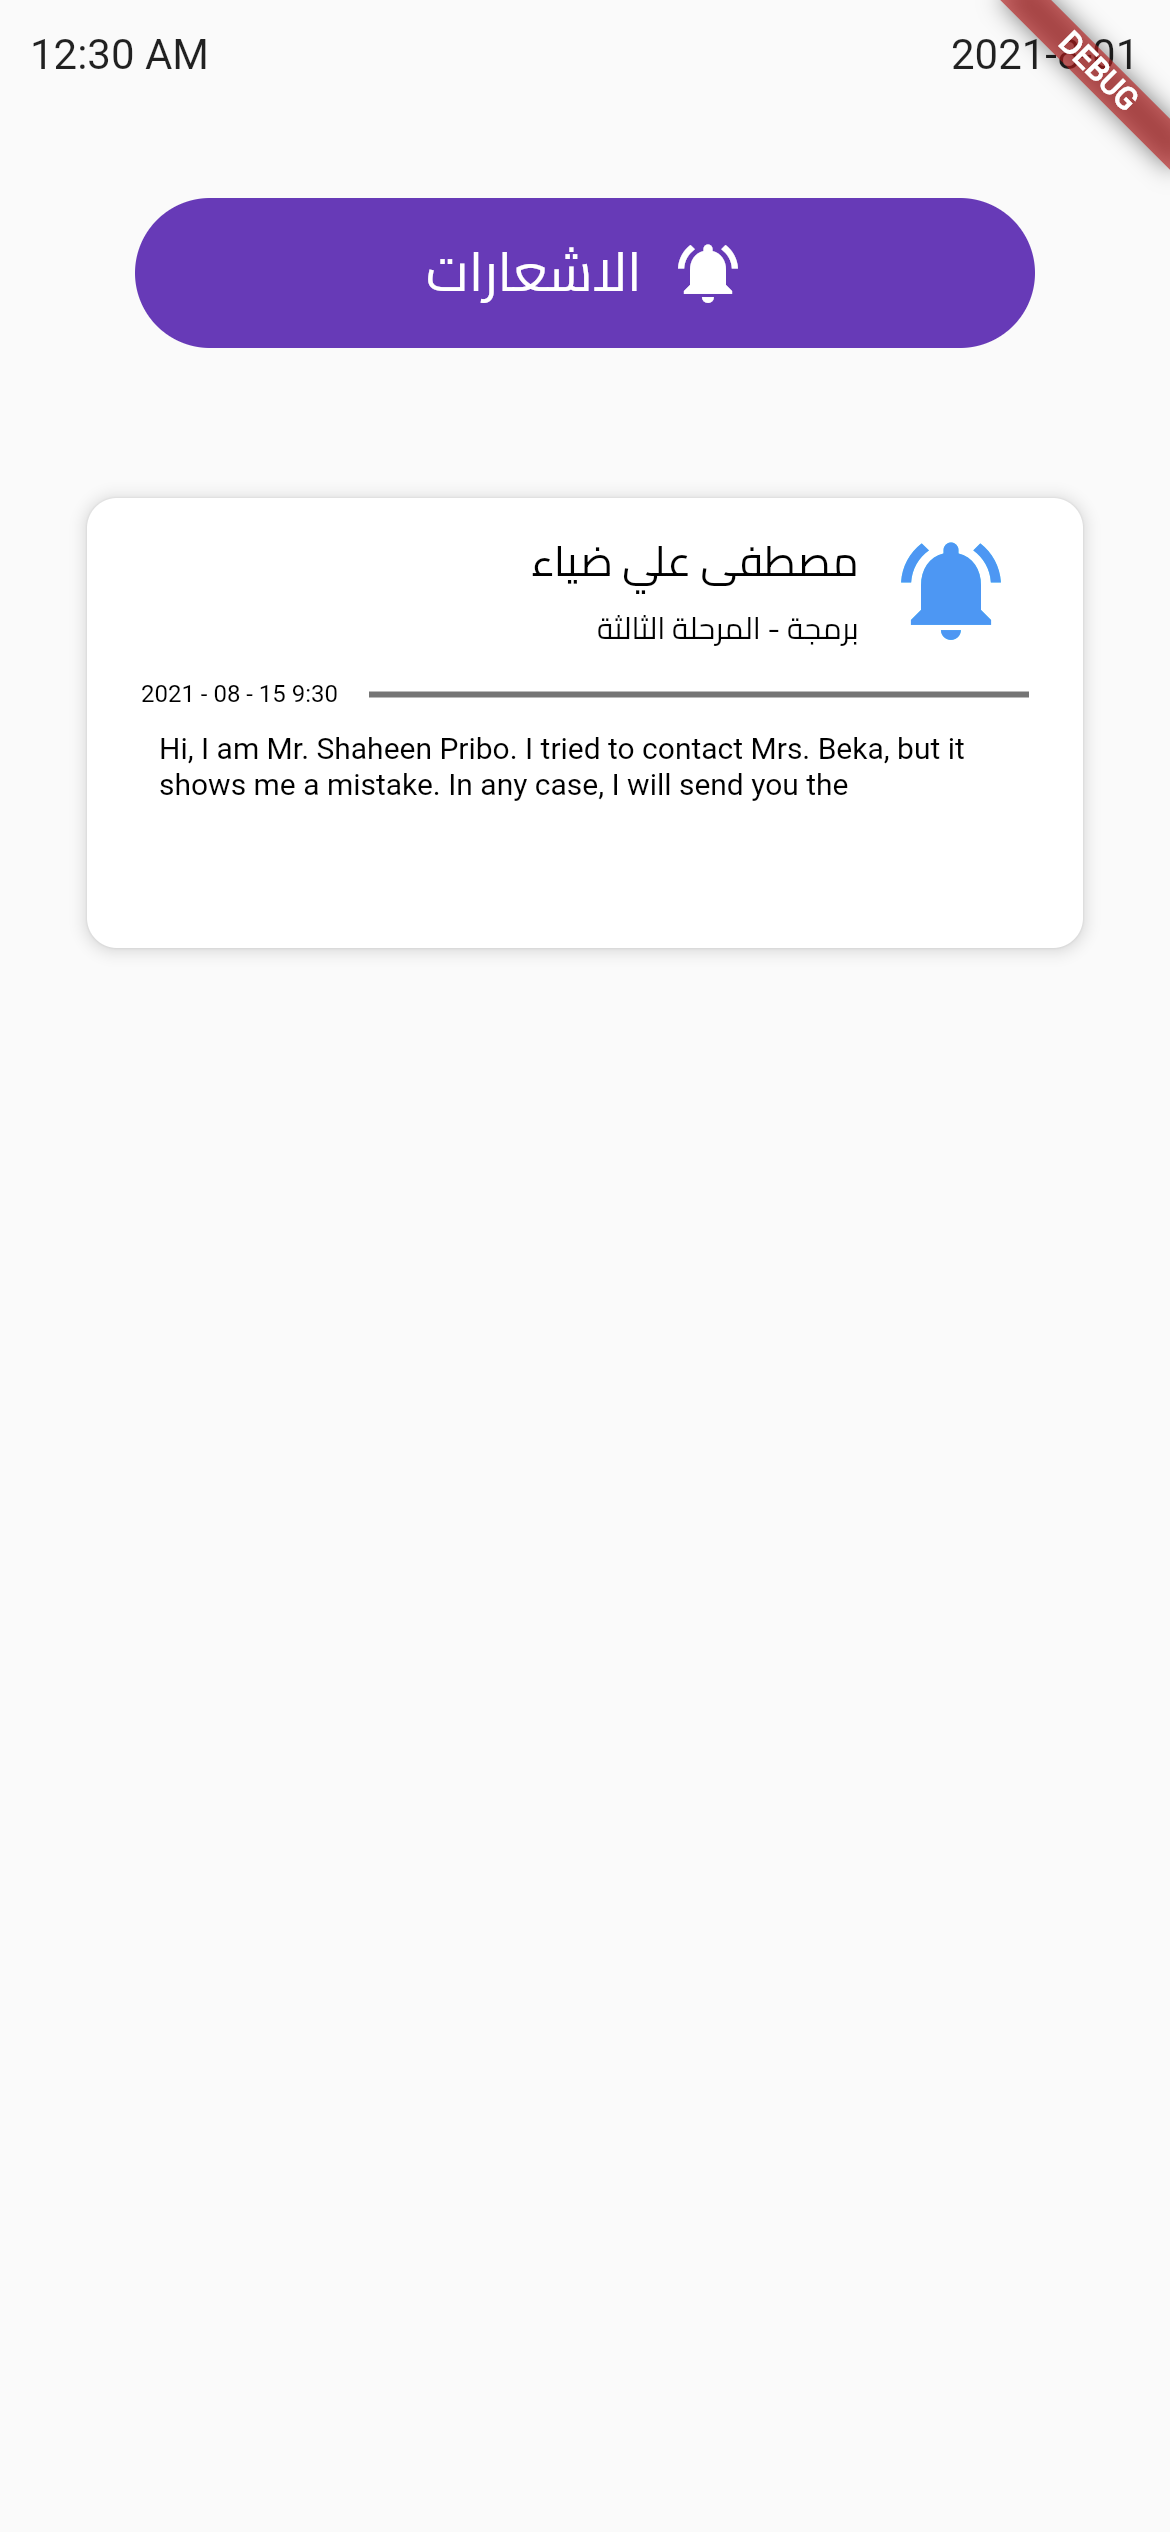 12:30 AM
2021-8-01
DEBUG
الاشعارات
مصطفى علي ضياء
برمجة - المرحلة الثالثة
2021 - 08 - 15 9:30
Hi, I am Mr. Shaheen Pribo. I tried to contact Mrs. Beka, but it
shows me a mistake. In any case, I will send you the